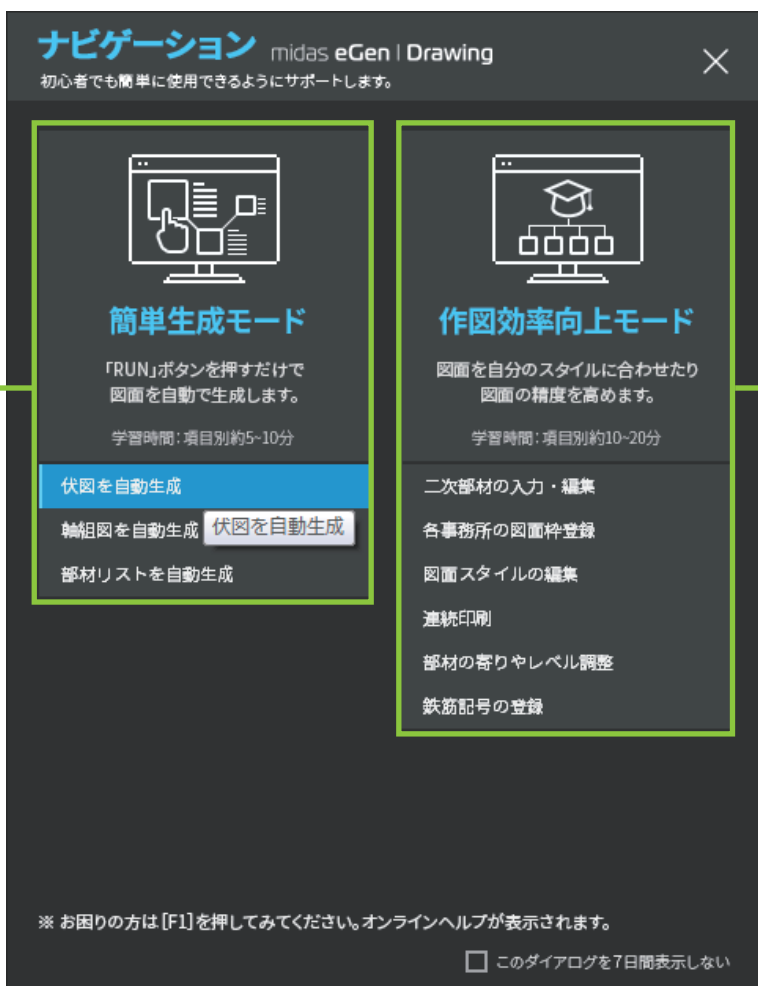 ナビゲーション midas eGen | Drawing
初心者でも簡単に使用できるようにサポートします。
簡単生成モード
「RUN」ボタンを押すだけで
図面を自動で生成します。
学習時間：項目別約5~10分
伏図を自動生成
軸組図を自動生成
伏図を自動生成
部材リストを自動生成
作図効率向上モード
図面を自分のスタイルに合わせたり
図面の精度を高めます。
学習時間：項目別約10~20分
二次部材の入力・編集
各事務所の図面枠登録
図面スタイルの編集
連続印刷
部材の寄りやレベル調整
鉄筋記号の登録
※ お困りの方は[F1]を押してみてください。オンラインヘルプが表示されます。
このダイアログを7日間表示しない